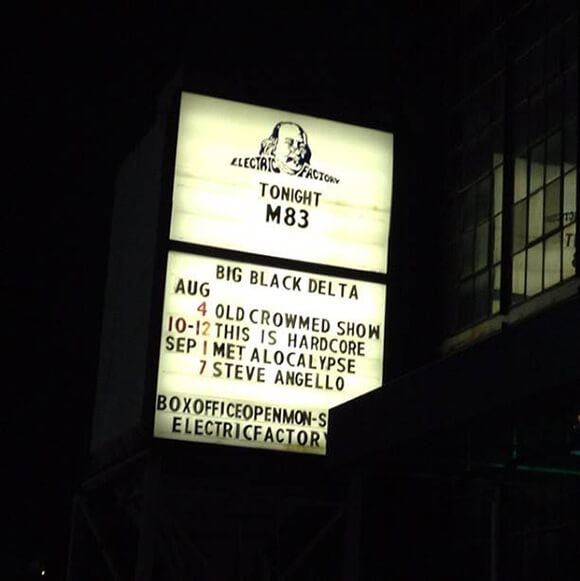 ELECTRIC FACTORY
TONIGHT
M83
BIG BLACK DELTA
AUG
4 OLD CROWMED SHOW
10-12 THIS IS HARDCORE
SEP 1 MET ALOCALYPSE
7 STEVE ANGELLO
BOXOFFICEOPENMON-S
ELECTRICFACTORY